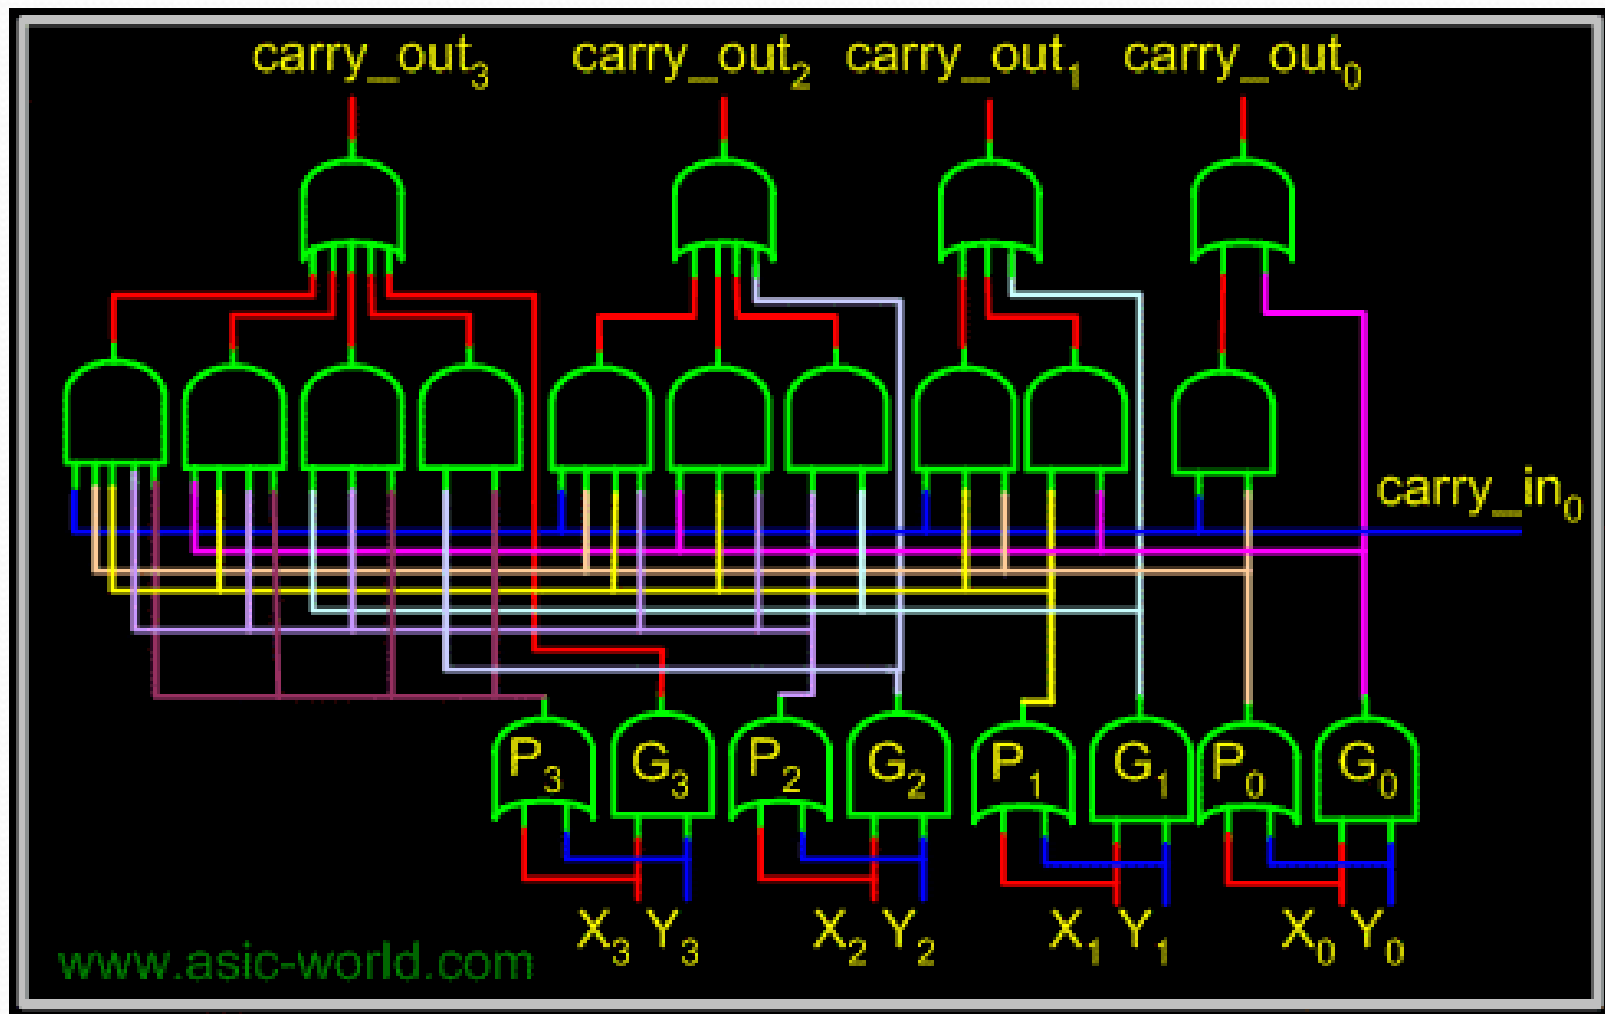 carry_out3 carry_out2 carry_out1 carry_out0
carry_in0
P3 G3 P2 G2 P1 G1 P0 G0
X3 Y3 X2 Y2 X1 Y1 X0 Y0
www.asic-world.com